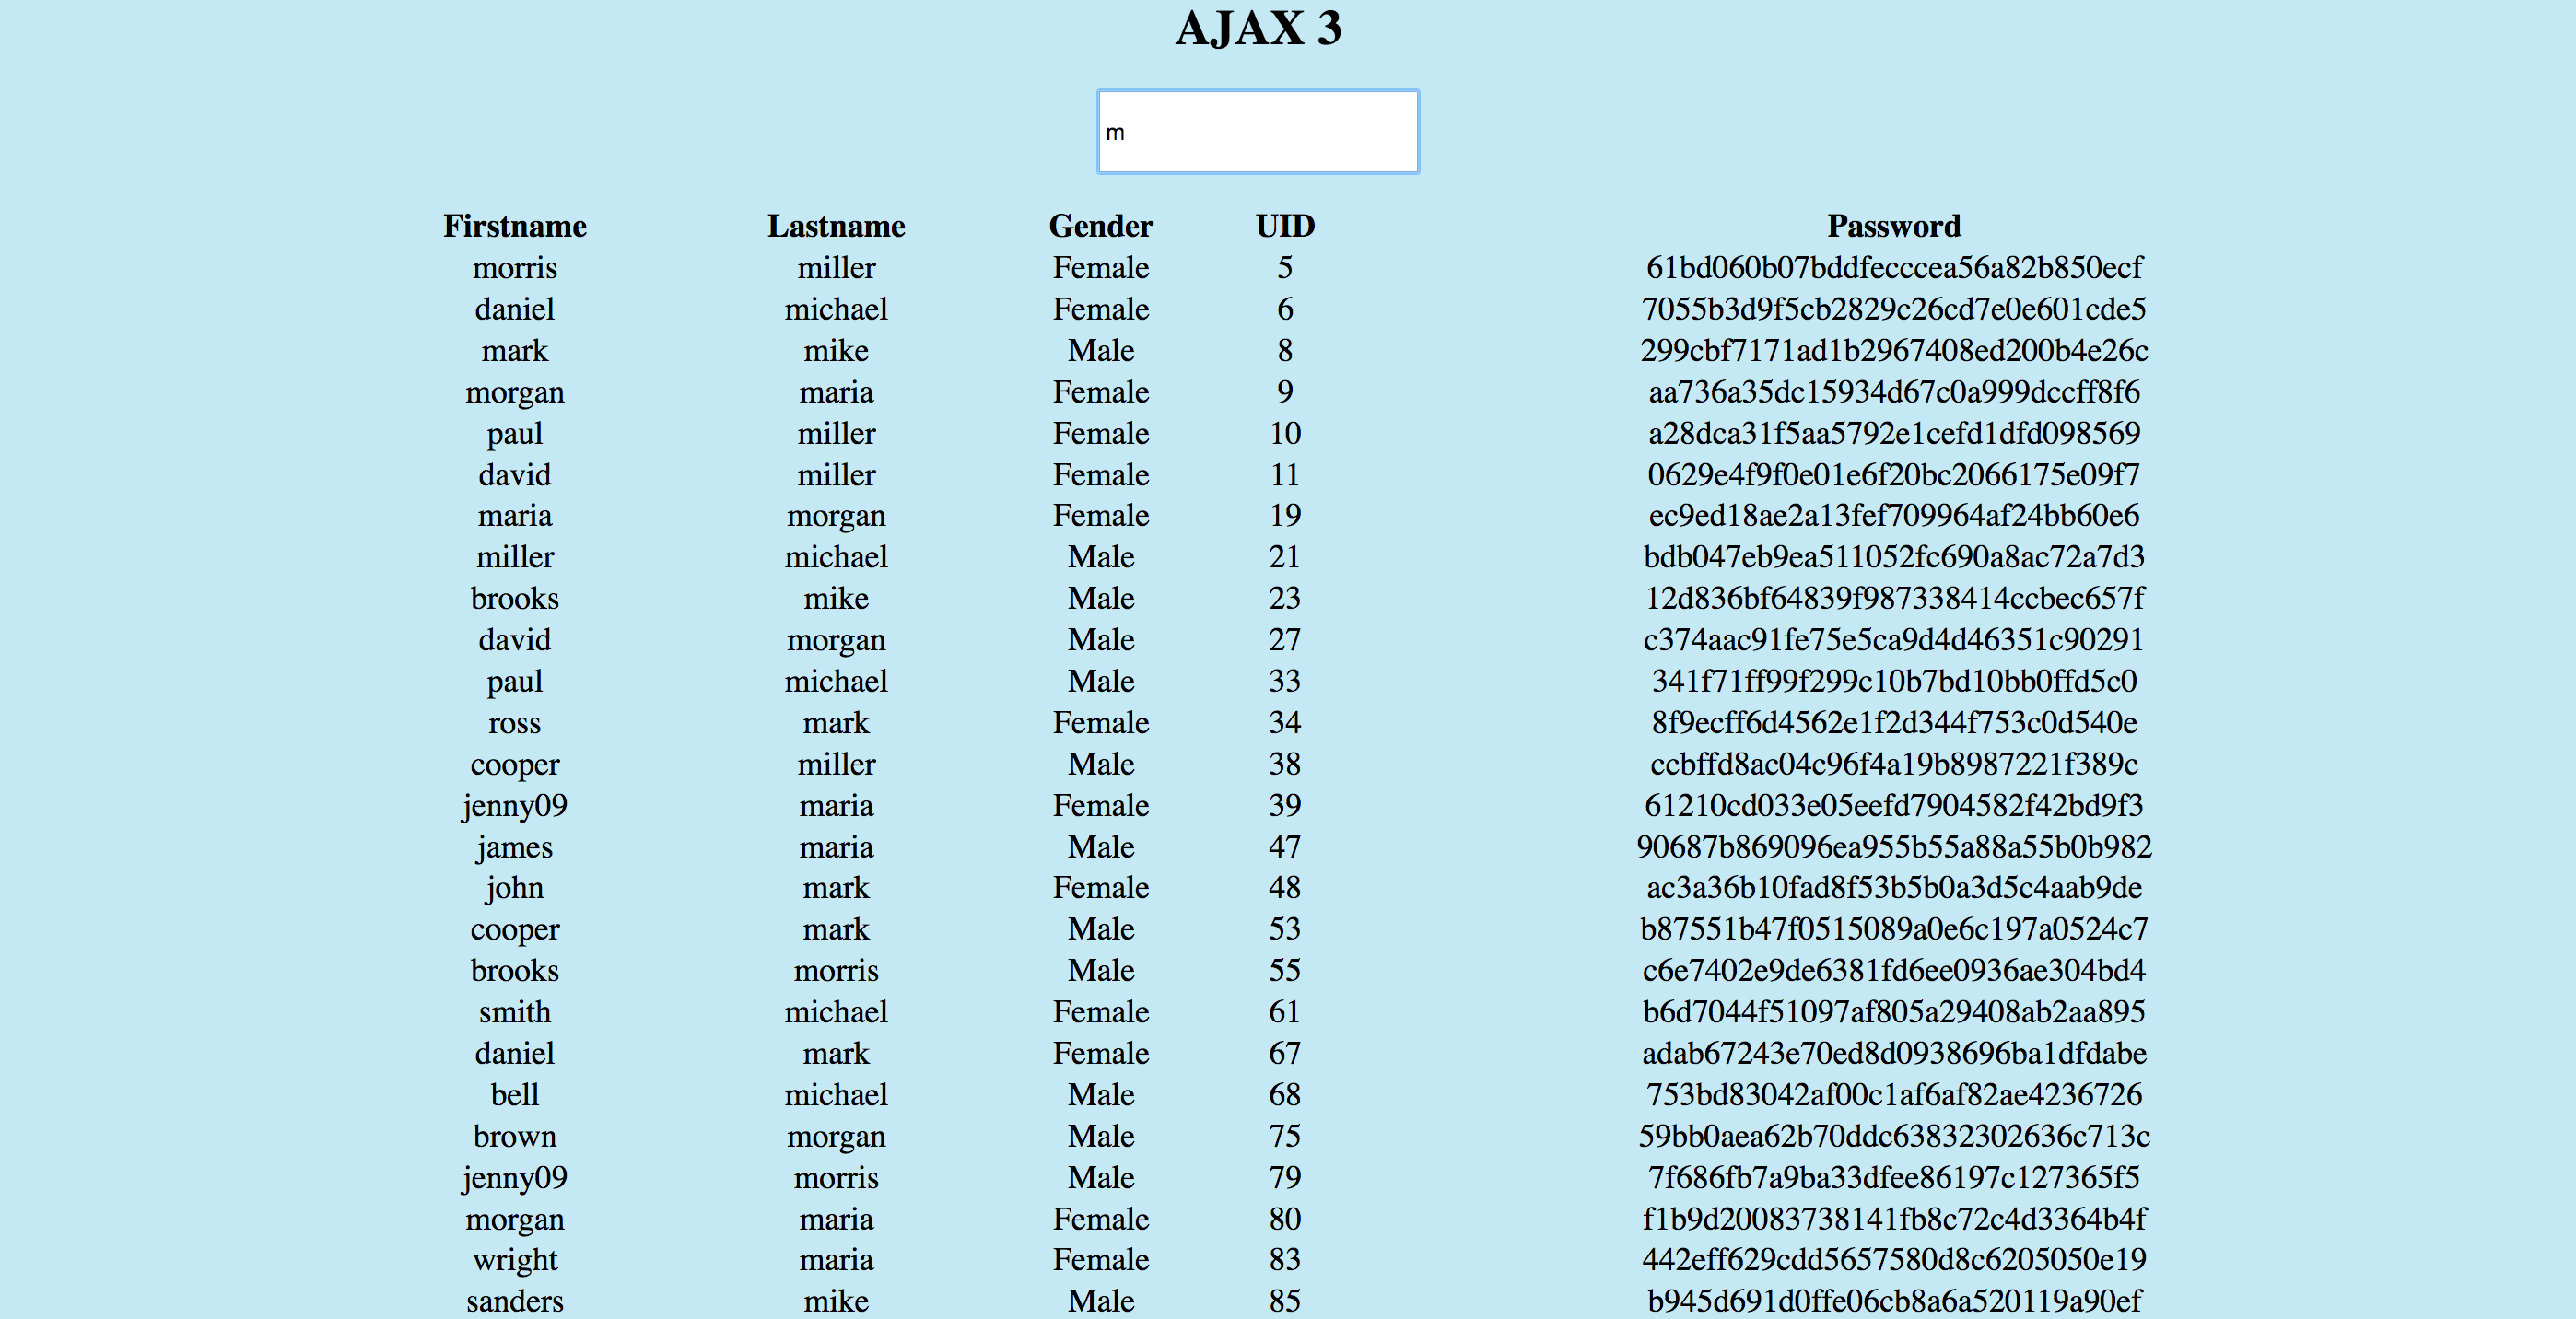 AJAX 3
m
Firstname Lastname Gender UID Password
morris miller Female 5 61bd060b07bddfecccea56a82b850ecf
daniel michael Female 6 7055b3d9f5cb2829c26cd7e0e601cde5
mark mike Male 8 299cbf7171ad1b2967408ed200b4e26c
morgan maria Female 9 aa736a35dc15934d67c0a999dccff8f6
paul miller Female 10 a28dca31f5aa5792e1cefd1dfd098569
david miller Female 11 0629e4f9f0e01e6f20bc2066175e09f7
maria morgan Female 19 ec9ed18ae2a13fef709964af24bb60e6
miller michael Male 21 bdb047eb9ea511052fc690a8ac72a7d3
brooks mike Male 23 12d836bf64839f987338414ccbec657f
david morgan Male 27 c374aac91fe75e5ca9d4d46351c90291
paul michael Male 33 341f71ff99f299c10b7bd10bb0ffd5c0
ross mark Female 34 8f9ecff6d4562e1f2d344f753c0d540e
cooper miller Male 38 ccbffd8ac04c96f4a19b8987221f389c
jenny09 maria Female 39 61210cd033e05eefd7904582f42bd9f3
james maria Male 47 90687b869096ea955b55a88a55b0b982
john mark Female 48 ac3a36b10fad8f53b5b0a3d5c4aab9de
cooper mark Male 53 b87551b47f0515089a0e6c197a0524c7
brooks morris Male 55 c6e7402e9de6381fd6ee0936ae304bd4
smith michael Female 61 b6d7044f51097af805a29408ab2aa895
daniel mark Female 67 adab67243e70ed8d0938696ba1dfdabe
bell michael Male 68 753bd83042af00c1af6af82ae4236726
brown morgan Male 75 59bb0aea62b70ddc63832302636c713c
jenny09 morris Male 79 7f686fb7a9ba33dfee86197c127365f5
morgan maria Female 80 f1b9d20083738141fb8c72c4d3364b4f
wright maria Female 83 442eff629cdd5657580d8c6205050e19
sanders mike Male 85 b945d691d0ffe06cb8a6a520119a90ef